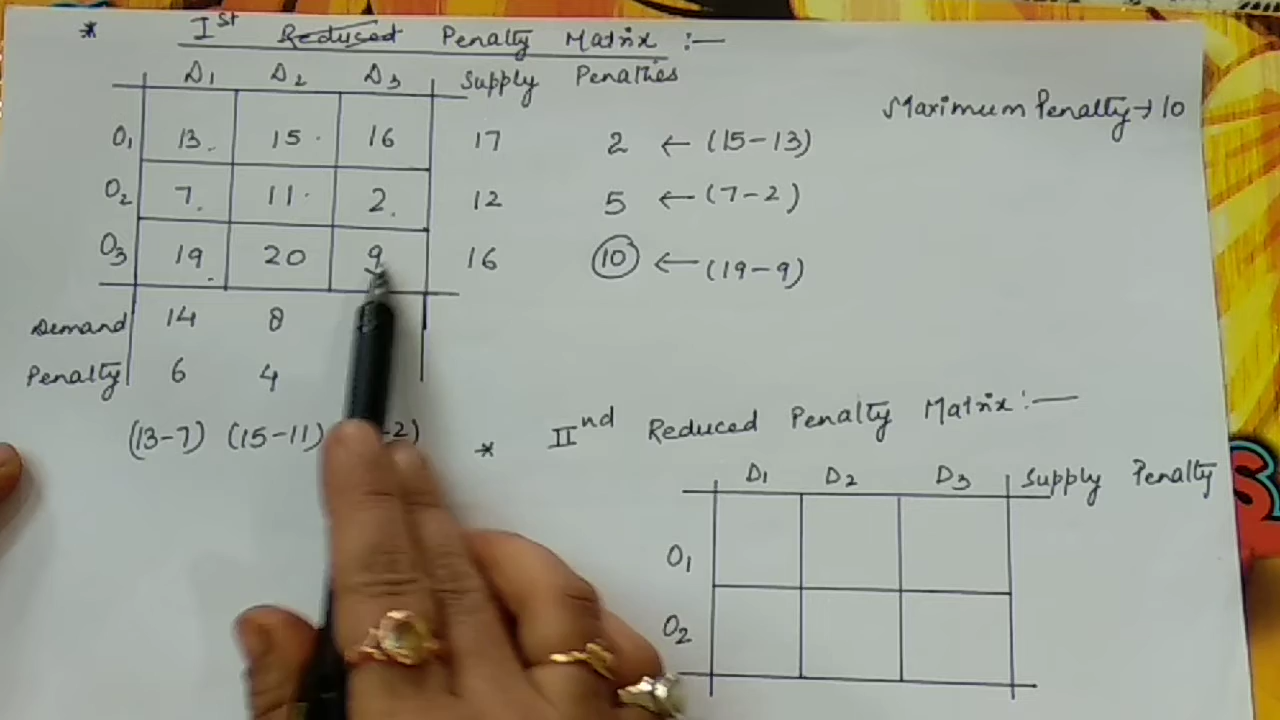 * Ist Reduced Penalty Matrix :—
D1 D2 D3 Supply Penalties
Maximum Penalty → 10
O1 13 15 16 17 2 ← (15-13)
O2 7 11 2 12 5 ← (7-2)
O3 19 20 9 16 10 ← (19-9)
Demand 14 8
Penalty 6 4
(13-7) (15-11) -2)
* IInd Reduced Penalty Matrix :—
D1 D2 D3 Supply Penalty
O1
O2